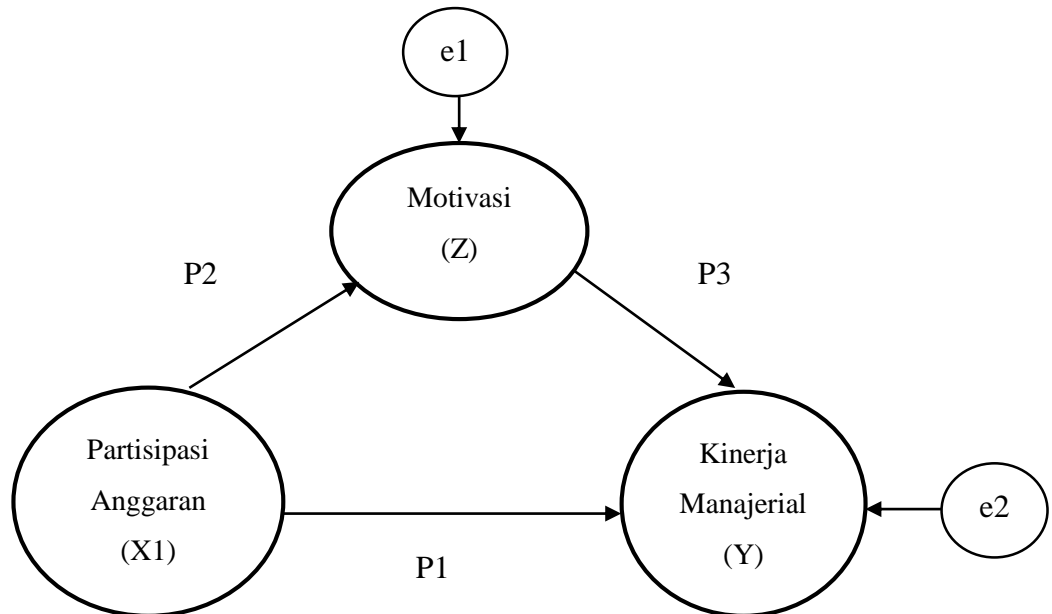 e1
Motivasi
(Z)
P2
P3
Partisipasi
Anggaran
(X1)
Kinerja
Manajerial
(Y)
e2
P1